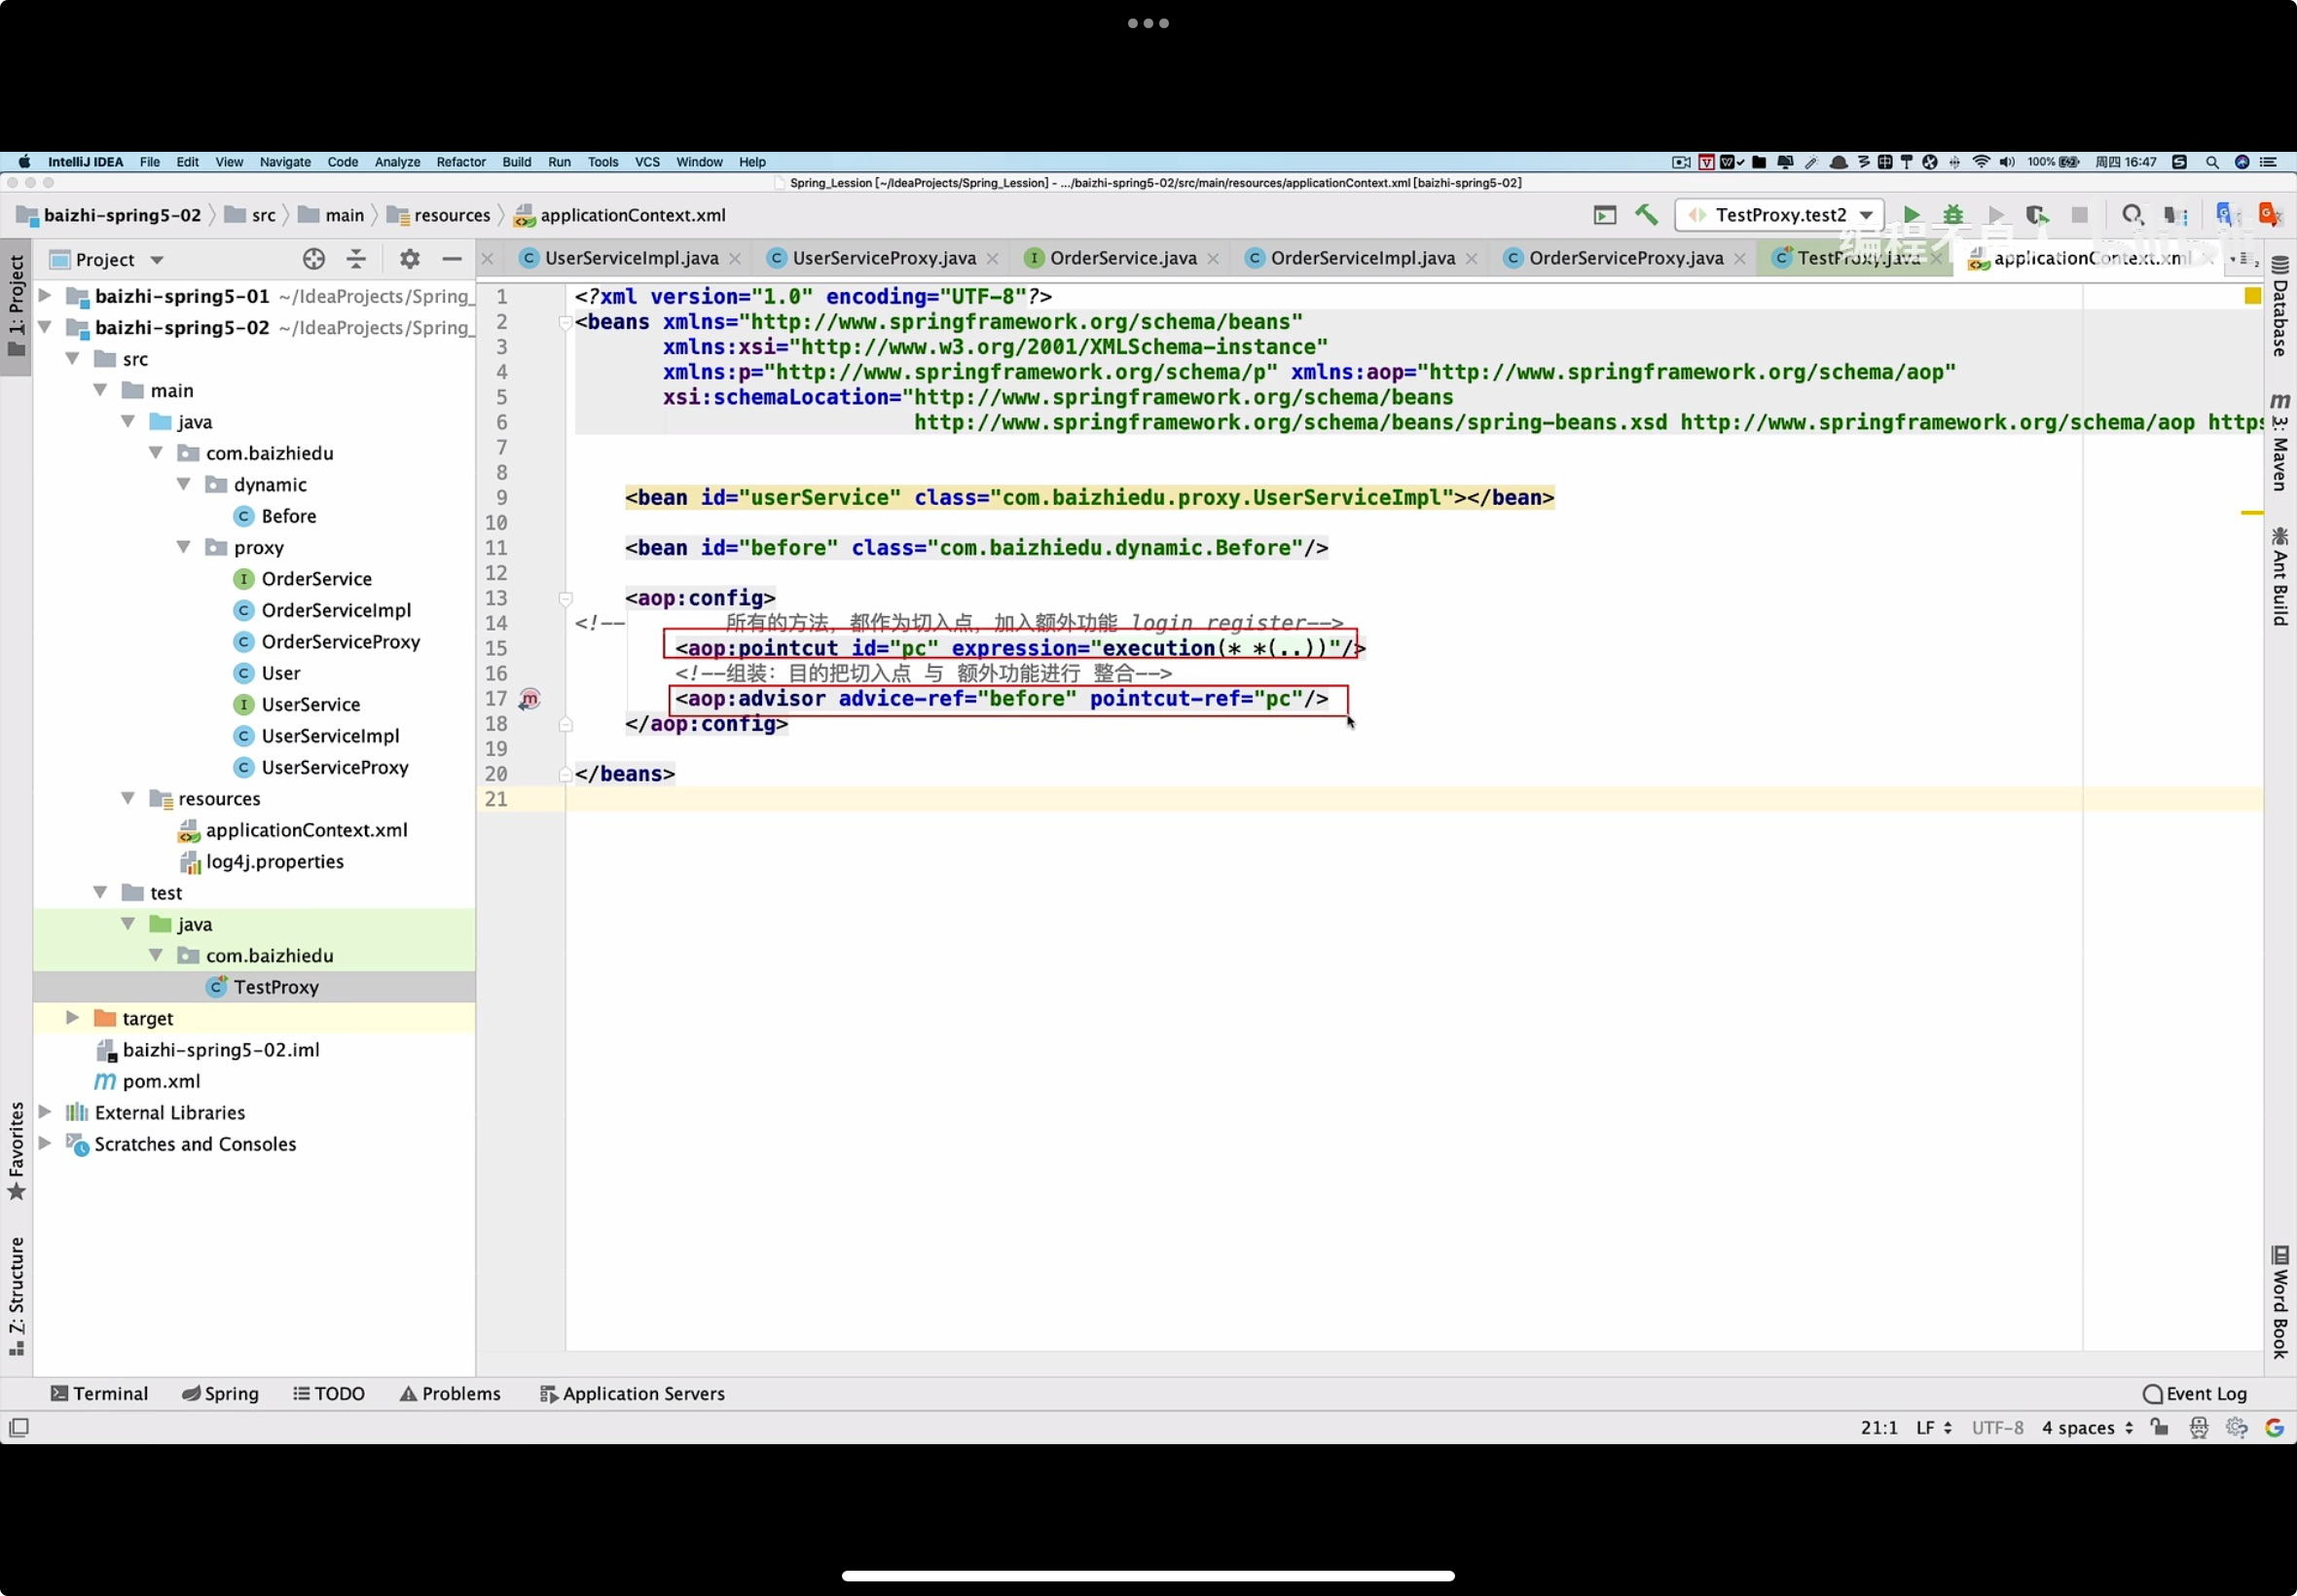 IntelliJ IDEA File Edit View Navigate Code Analyze Refactor Build Run Tools VCS Window Help 100% 周四 16:47
Spring_Lession [~/IdeaProjects/Spring_Lession] - .../baizhi-spring5-02/src/main/resources/applicationContext.xml [baizhi-spring5-02]
baizhi-spring5-02 src main resources applicationContext.xml TestProxy.test2
编程不良人
Project
UserServiceImpl.java UserServiceProxy.java OrderService.java OrderServiceImpl.java OrderServiceProxy.java TestProxy.java applicationContext.xml
1: Project
baizhi-spring5-01 ~/IdeaProjects/Spring_
baizhi-spring5-02 ~/IdeaProjects/Spring_
src
main
java
com.baizhiedu
dynamic
Before
proxy
OrderService
OrderServiceImpl
OrderServiceProxy
User
UserService
UserServiceImpl
UserServiceProxy
resources
applicationContext.xml
log4j.properties
test
java
com.baizhiedu
TestProxy
target
baizhi-spring5-02.iml
pom.xml
External Libraries
Scratches and Consoles
Favorites
Z: Structure
1 <?xml version="1.0" encoding="UTF-8"?>
2 <beans xmlns="http://www.springframework.org/schema/beans"
3 xmlns:xsi="http://www.w3.org/2001/XMLSchema-instance"
4 xmlns:p="http://www.springframework.org/schema/p" xmlns:aop="http://www.springframework.org/schema/aop"
5 xsi:schemaLocation="http://www.springframework.org/schema/beans
6 http://www.springframework.org/schema/beans/spring-beans.xsd http://www.springframework.org/schema/aop https
7
8
9 <bean id="userService" class="com.baizhiedu.proxy.UserServiceImpl"></bean>
10
11 <bean id="before" class="com.baizhiedu.dynamic.Before"/>
12
13 <aop:config>
14 <!-- 所有的方法，都作为切入点，加入额外功能 login register-->
15 <aop:pointcut id="pc" expression="execution(* *(..))"/>
16 <!--组装：目的把切入点 与 额外功能进行 整合-->
17 <aop:advisor advice-ref="before" pointcut-ref="pc"/>
18 </aop:config>
19
20 </beans>
21
Database
3: Maven
Ant Build
Word Book
Terminal Spring TODO Problems Application Servers Event Log
21:1 LF UTF-8 4 spaces